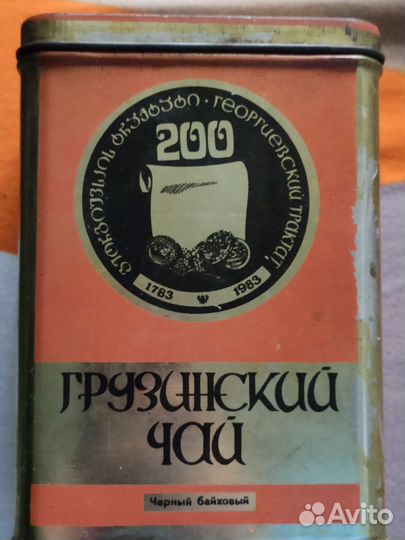 გეორგიევსკის ტრაქტატი · ГЕОРГИЕВСКИЙ ТРАКТАТ
200
1783 1983
ГРУЗИНСКИЙ
ЧАЙ
Черный байховый
Avito